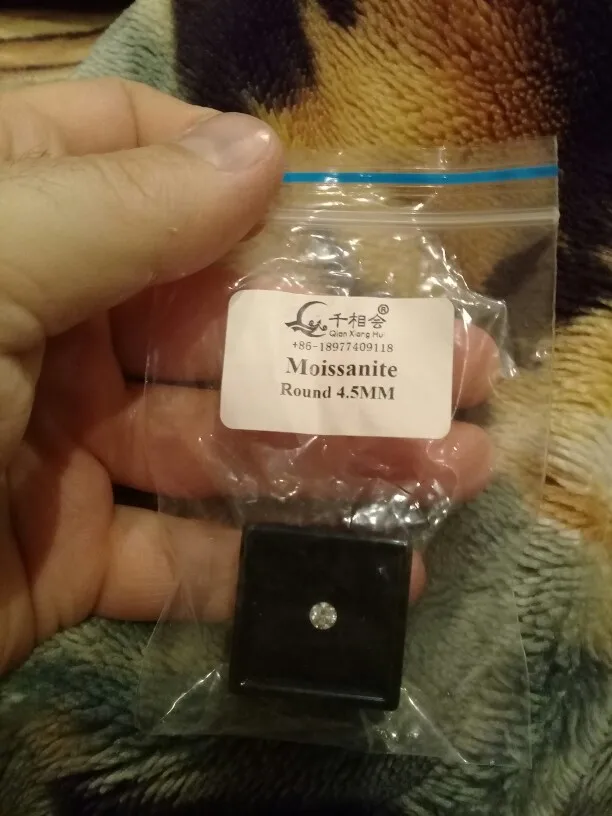 千相会®
Qian Xiang Hui
+86-18977409118
Moissanite
Round 4.5MM